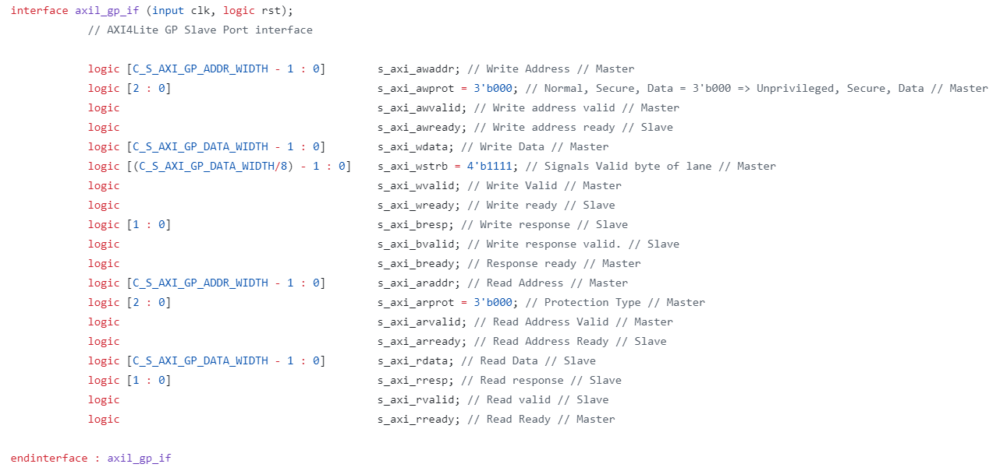 interface axil_gp_if (input clk, logic rst);
// AXI4Lite GP Slave Port interface
logic [C_S_AXI_GP_ADDR_WIDTH - 1 : 0] s_axi_awaddr; // Write Address // Master
logic [2 : 0] s_axi_awprot = 3'b000; // Normal, Secure, Data = 3'b000 => Unprivileged, Secure, Data // Master
logic s_axi_awvalid; // Write address valid // Master
logic s_axi_awready; // Write address ready // Slave
logic [C_S_AXI_GP_DATA_WIDTH - 1 : 0] s_axi_wdata; // Write Data // Master
logic [(C_S_AXI_GP_DATA_WIDTH/8) - 1 : 0] s_axi_wstrb = 4'b1111; // Signals Valid byte of lane // Master
logic s_axi_wvalid; // Write Valid // Master
logic s_axi_wready; // Write ready // Slave
logic [1 : 0] s_axi_bresp; // Write response // Slave
logic s_axi_bvalid; // Write response valid. // Slave
logic s_axi_bready; // Response ready // Master
logic [C_S_AXI_GP_ADDR_WIDTH - 1 : 0] s_axi_araddr; // Read Address // Master
logic [2 : 0] s_axi_arprot = 3'b000; // Protection Type // Master
logic s_axi_arvalid; // Read Address Valid // Master
logic s_axi_arready; // Read Address Ready // Slave
logic [C_S_AXI_GP_DATA_WIDTH - 1 : 0] s_axi_rdata; // Read Data // Slave
logic [1 : 0] s_axi_rresp; // Read response // Slave
logic s_axi_rvalid; // Read valid // Slave
logic s_axi_rready; // Read Ready // Master
endinterface : axil_gp_if